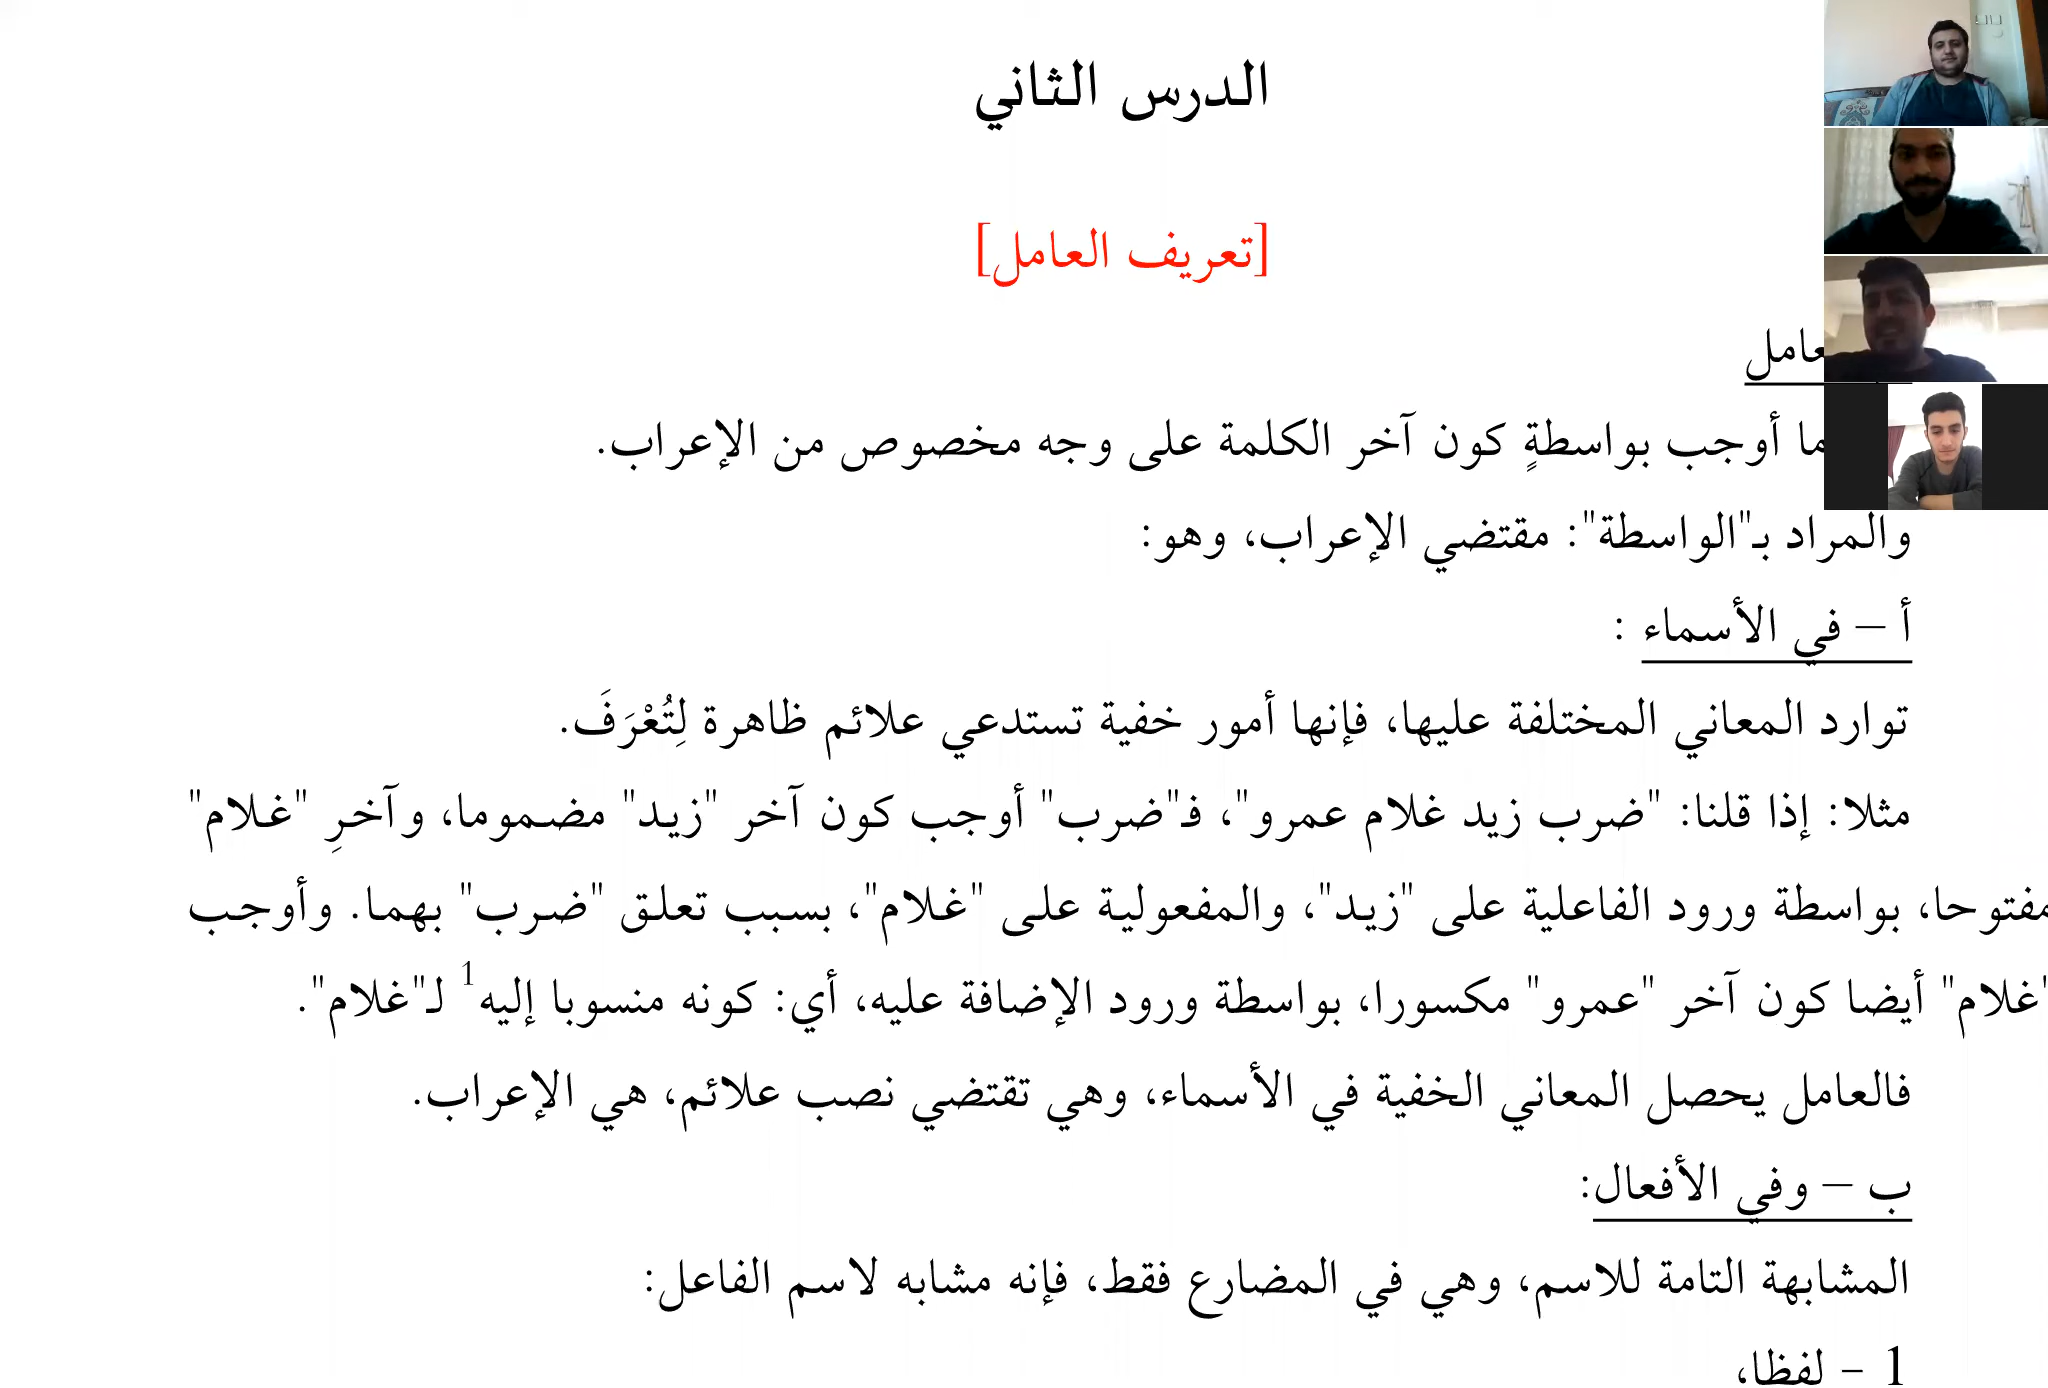 الدرس الثاني
[تعريف العامل]
عامل
ما أوجب بواسطةٍ كون آخر الكلمة على وجه مخصوص من الإعراب.
والمراد بـ"الواسطة": مقتضي الإعراب، وهو:
أ – في الأسماء :
توارد المعاني المختلفة عليها، فإنها أمور خفية تستدعي علائم ظاهرة لِتُعْرَفَ.
مثلا: إذا قلنا: "ضرب زيد غلام عمرو"، فـ"ضرب" أوجب كون آخر "زيد" مضموما، وآخرِ "غلام"
مفتوحا، بواسطة ورود الفاعلية على "زيد"، والمفعولية على "غلام"، بسبب تعلق "ضرب" بهما. وأوجب
"غلام" أيضا كون آخر "عمرو" مكسورا، بواسطة ورود الإضافة عليه، أي: كونه منسوبا إليه1 لـ"غلام".
فالعامل يحصل المعاني الخفية في الأسماء، وهي تقتضي نصب علائم، هي الإعراب.
ب – وفي الأفعال:
المشابهة التامة للاسم، وهي في المضارع فقط، فإنه مشابه لاسم الفاعل:
1 – لفظا،